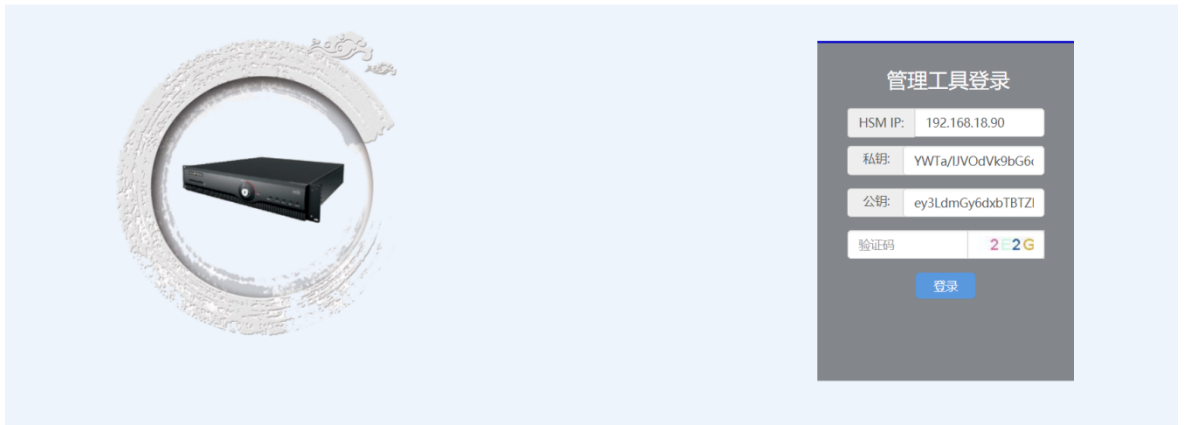 管理工具登录
HSM IP: 192.168.18.90
私钥: YWTa/IJVOdVk9bG6
公钥: ey3LdmGy6dxbTBTZ
验证码 2E2G
登录